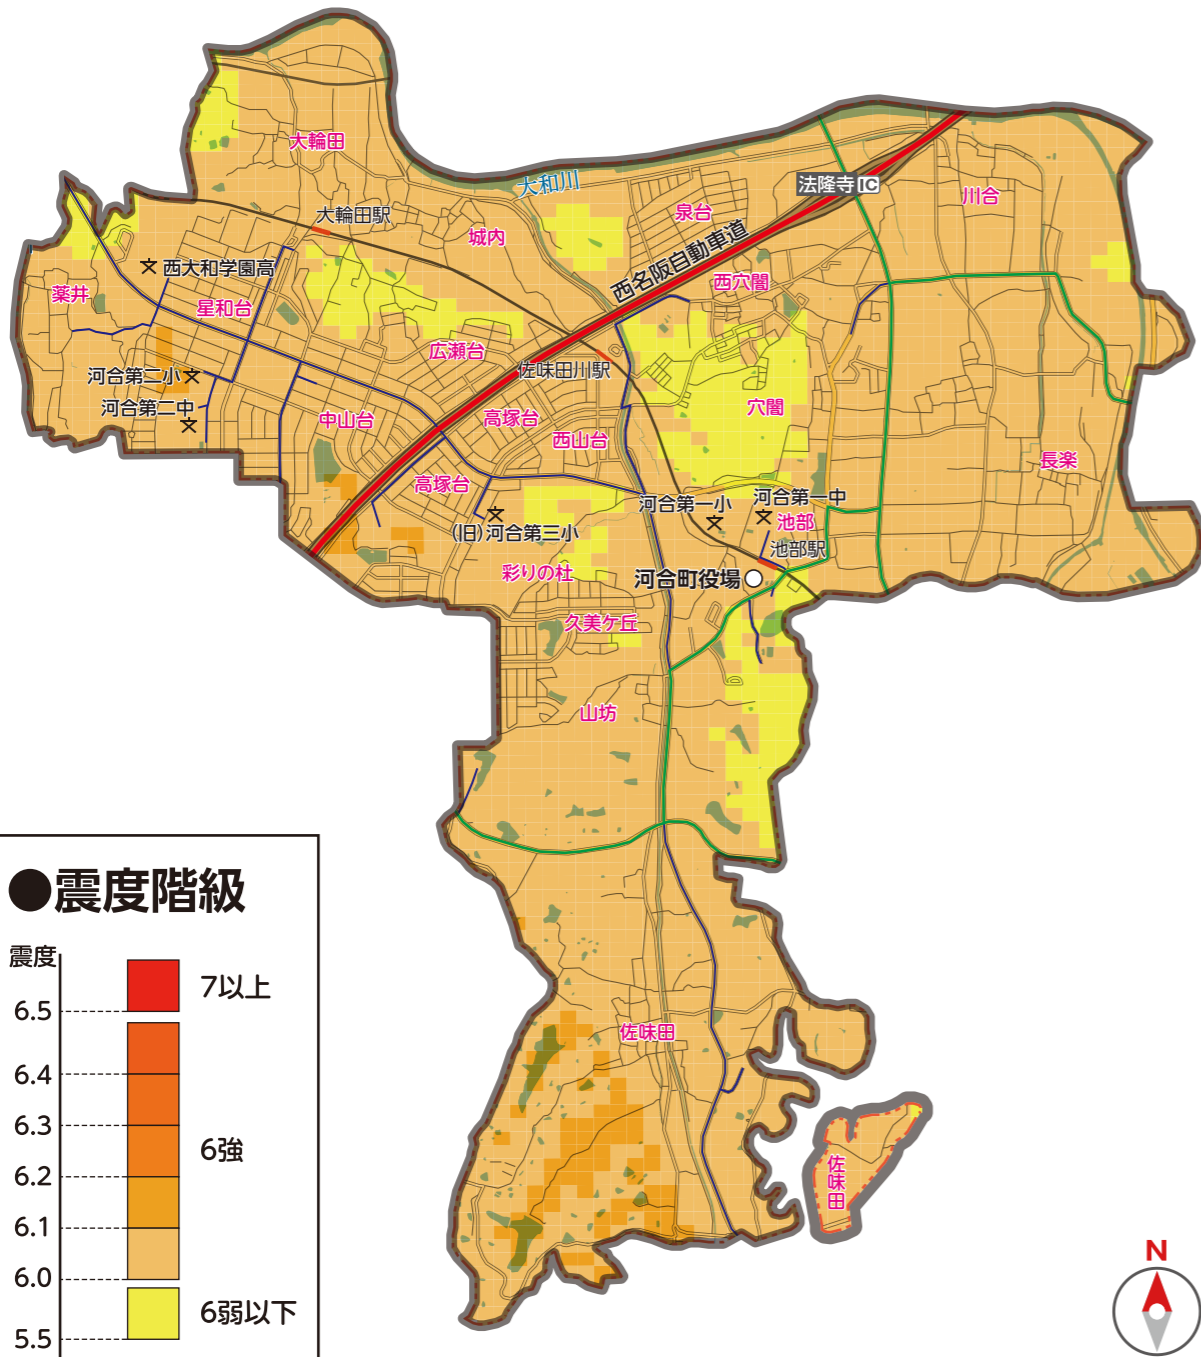 大輪田
大和川
法隆寺IC
川合
大輪田駅
泉台
城内
西名阪自動車道
西大和学園高
西穴闇
薬井
星和台
広瀬台
佐味田川駅
河合第二小
河合第二中
穴闇
中山台
高塚台
西山台
長楽
高塚台
河合第一小
河合第一中
(旧)河合第三小
池部
池部駅
彩りの杜
河合町役場
久美ケ丘
山坊
佐味田
佐味田
●震度階級
震度
7以上
6.5
6.4
6.3
6強
6.2
6.1
6.0
6弱以下
5.5
N